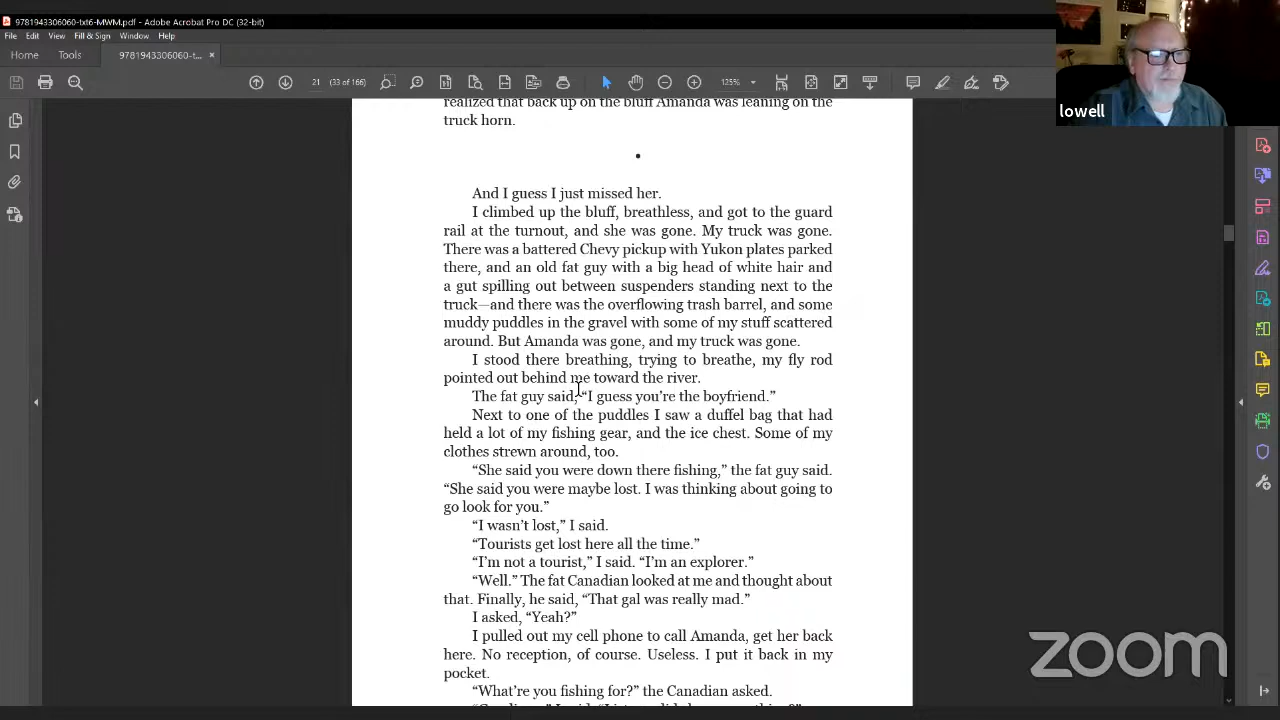 9781943306060-txt6-MWM.pdf - Adobe Acrobat Pro DC (32-bit)
File Edit View Fill & Sign Window Help
Home Tools 9781943306060-tx... ×
21 (33 of 166) 125%
lowell
realized that back up on the bluff Amanda was leaning on the
truck horn.
•
And I guess I just missed her.
I climbed up the bluff, breathless, and got to the guard
rail at the turnout, and she was gone. My truck was gone.
There was a battered Chevy pickup with Yukon plates parked
there, and an old fat guy with a big head of white hair and
a gut spilling out between suspenders standing next to the
truck—and there was the overflowing trash barrel, and some
muddy puddles in the gravel with some of my stuff scattered
around. But Amanda was gone, and my truck was gone.
I stood there breathing, trying to breathe, my fly rod
pointed out behind me toward the river.
The fat guy said, “I guess you’re the boyfriend.”
Next to one of the puddles I saw a duffel bag that had
held a lot of my fishing gear, and the ice chest. Some of my
clothes strewn around, too.
“She said you were down there fishing,” the fat guy said.
“She said you were maybe lost. I was thinking about going to
go look for you.”
“I wasn’t lost,” I said.
“Tourists get lost here all the time.”
“I’m not a tourist,” I said. “I’m an explorer.”
“Well.” The fat Canadian looked at me and thought about
that. Finally, he said, “That gal was really mad.”
I asked, “Yeah?”
I pulled out my cell phone to call Amanda, get her back
here. No reception, of course. Useless. I put it back in my
pocket.
“What’re you fishing for?” the Canadian asked.
zoom